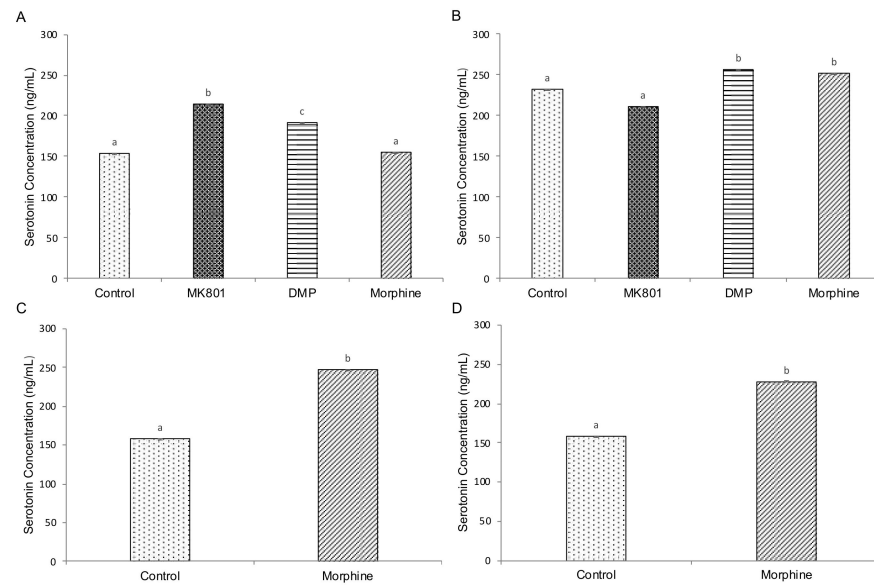 A
Serotonin Concentration (ng/mL)
300
250
200
150
100
50
0
a
b
c
a
Control
MK801
DMP
Morphine
B
Serotonin Concentration (ng/mL)
300
250
200
150
100
50
0
a
a
b
b
Control
MK801
DMP
Morphine
C
Serotonin Concentration (ng/mL)
300
250
200
150
100
50
0
a
b
Control
Morphine
D
Serotonin Concentration (ng/mL)
300
250
200
150
100
50
0
a
b
Control
Morphine